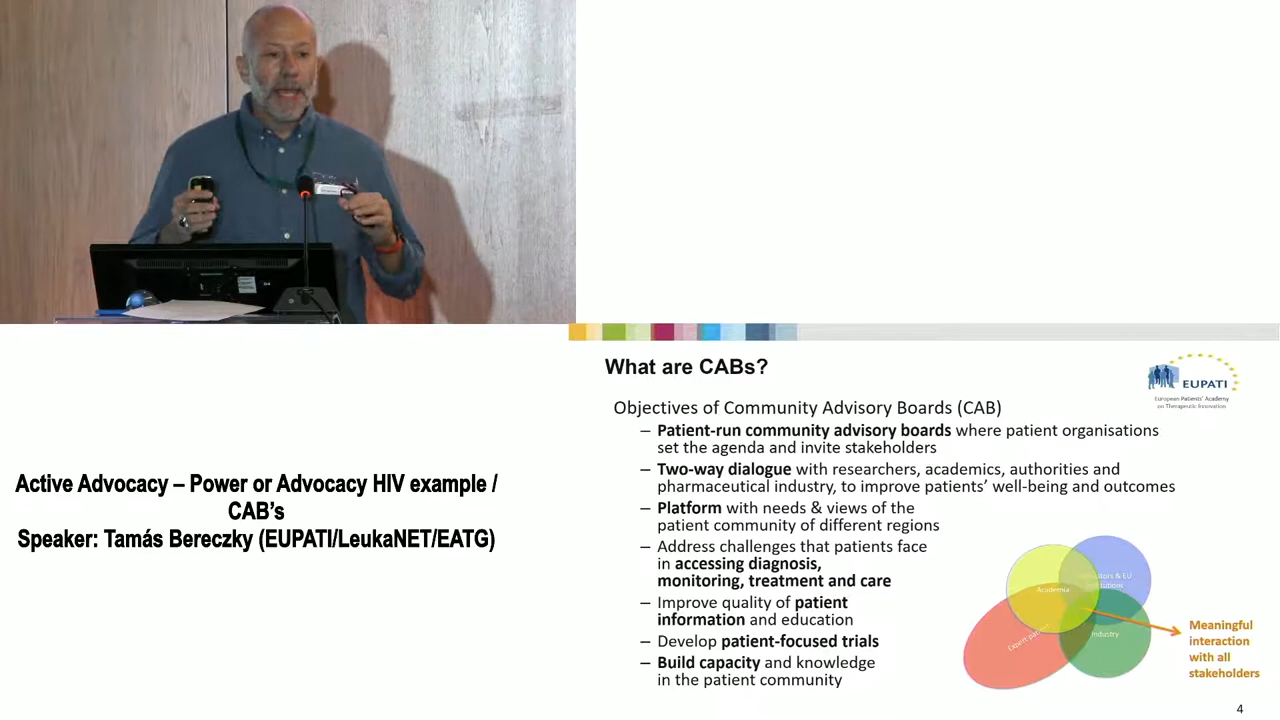 What are CABs?
EUPATI
European Patients' Academy
on Therapeutic Innovation
Objectives of Community Advisory Boards (CAB)
– Patient-run community advisory boards where patient organisations
set the agenda and invite stakeholders
– Two-way dialogue with researchers, academics, authorities and
pharmaceutical industry, to improve patients' well-being and outcomes
– Platform with needs & views of the
patient community of different regions
– Address challenges that patients face
in accessing diagnosis,
monitoring, treatment and care
– Improve quality of patient
information and education
– Develop patient-focused trials
– Build capacity and knowledge
in the patient community
Academia
& EU
Industry
Expert
Meaningful
interaction
with all
stakeholders
4
Active Advocacy – Power or Advocacy HIV example /
CAB's
Speaker: Tamás Bereczky (EUPATI/LeukaNET/EATG)